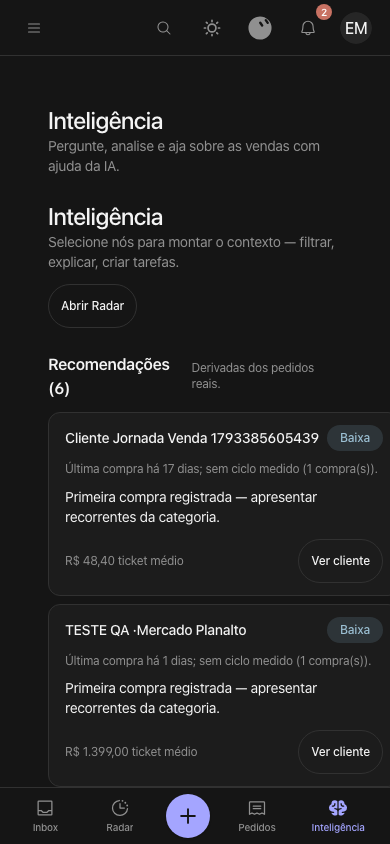 2
EM
Inteligência
Pergunte, analise e aja sobre as vendas com
ajuda da IA.
Inteligência
Selecione nós para montar o contexto — filtrar,
explicar, criar tarefas.
Abrir Radar
Recomendações
(6)
Derivadas dos pedidos
reais.
Cliente Jornada Venda 1793385605439
Baixa
Última compra há 17 dias; sem ciclo medido (1 compra(s)).
Primeira compra registrada — apresentar
recorrentes da categoria.
R$ 48,40 ticket médio
Ver cliente
TESTE QA ·Mercado Planalto
Baixa
Última compra há 1 dias; sem ciclo medido (1 compra(s)).
Primeira compra registrada — apresentar
recorrentes da categoria.
R$ 1.399,00 ticket médio
Ver cliente
Inbox
Radar
Pedidos
Inteligência